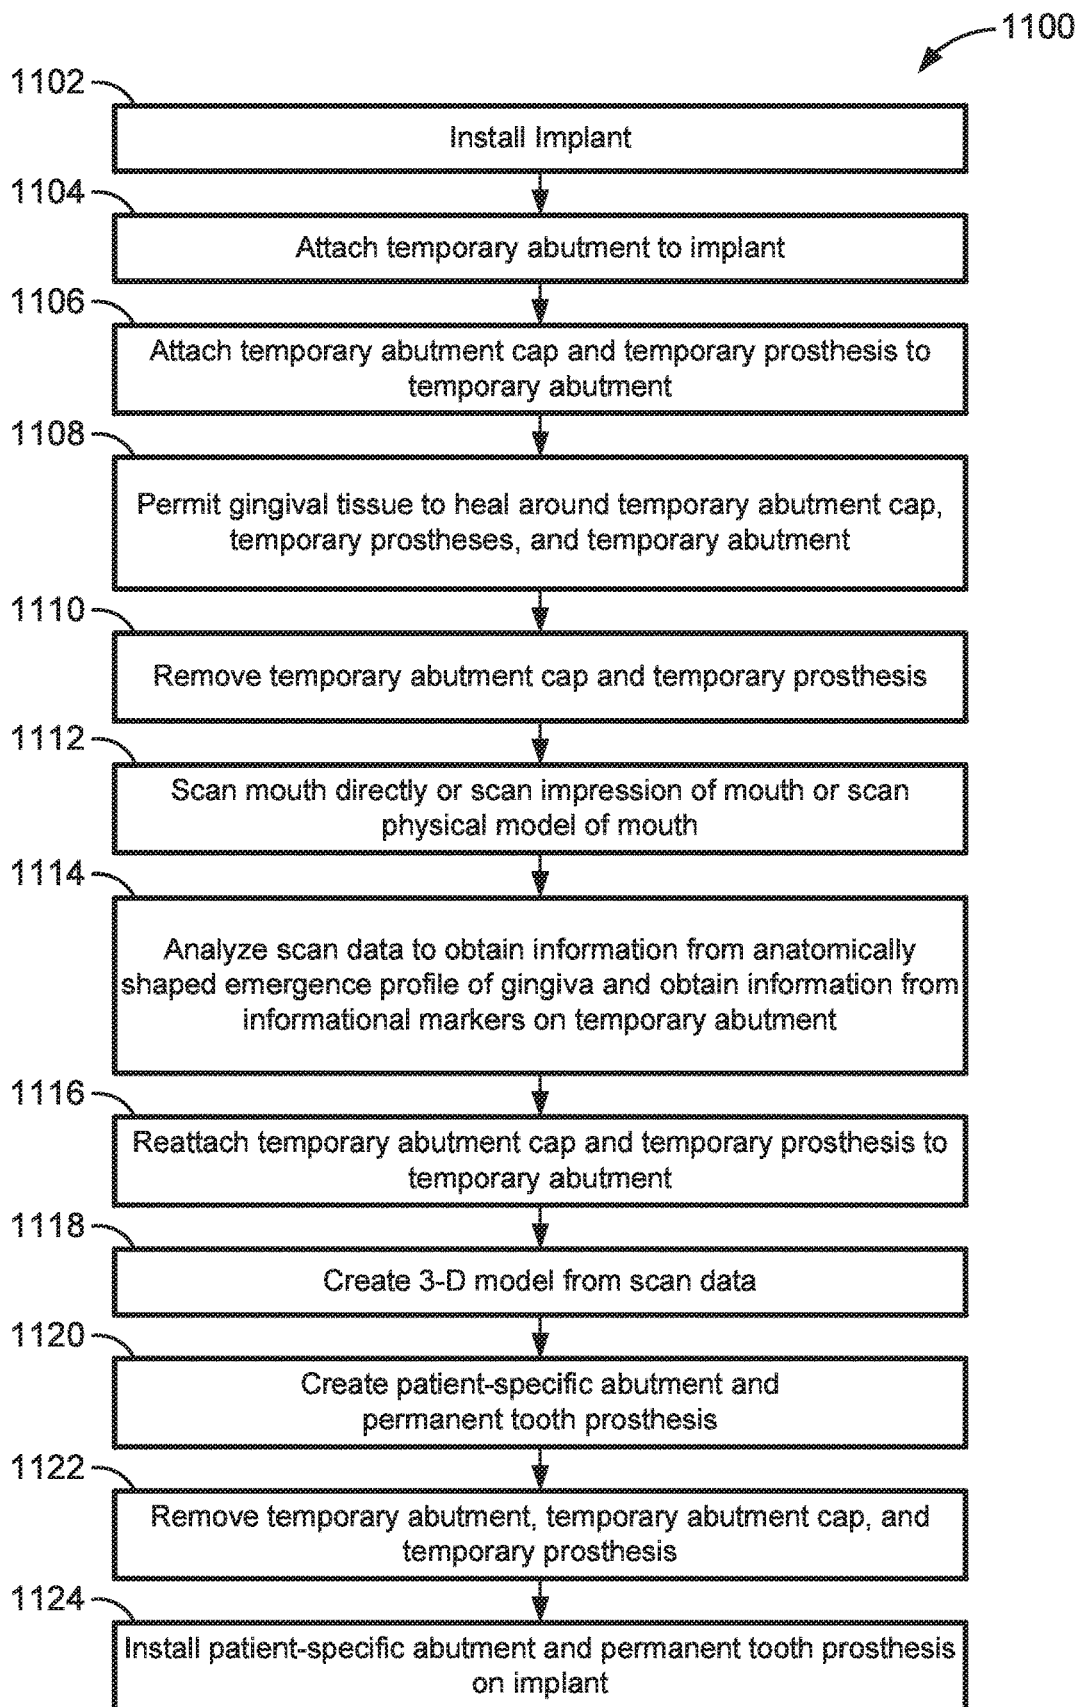 1100
1102
Install Implant
1104
Attach temporary abutment to implant
1106
Attach temporary abutment cap and temporary prosthesis to
temporary abutment
1108
Permit gingival tissue to heal around temporary abutment cap,
temporary prostheses, and temporary abutment
1110
Remove temporary abutment cap and temporary prosthesis
1112
Scan mouth directly or scan impression of mouth or scan
physical model of mouth
1114
Analyze scan data to obtain information from anatomically
shaped emergence profile of gingiva and obtain information from
informational markers on temporary abutment
1116
Reattach temporary abutment cap and temporary prosthesis to
temporary abutment
1118
Create 3-D model from scan data
1120
Create patient-specific abutment and
permanent tooth prosthesis
1122
Remove temporary abutment, temporary abutment cap, and
temporary prosthesis
1124
Install patient-specific abutment and permanent tooth prosthesis
on implant